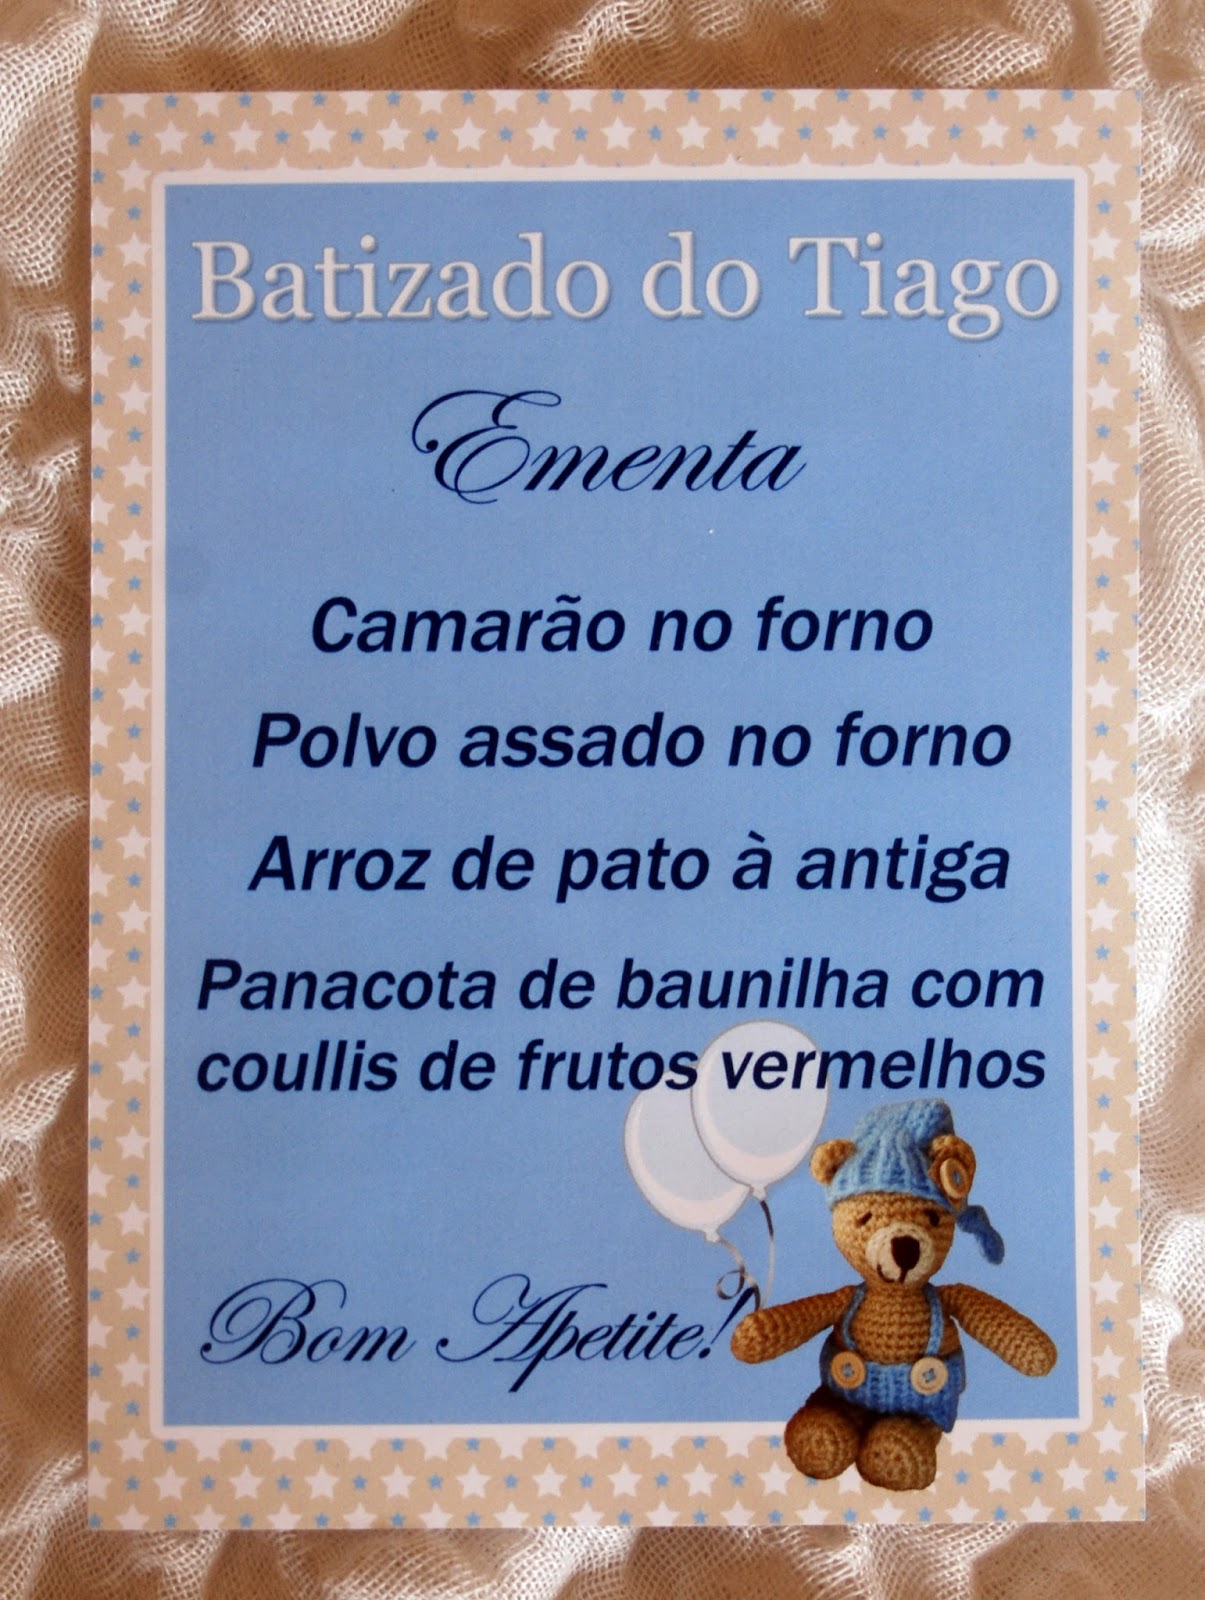 Batizado do Tiago
Ementa
Camarão no forno
Polvo assado no forno
Arroz de pato à antiga
Panacota de baunilha com
coullis de frutos vermelhos
Bom Apetite!